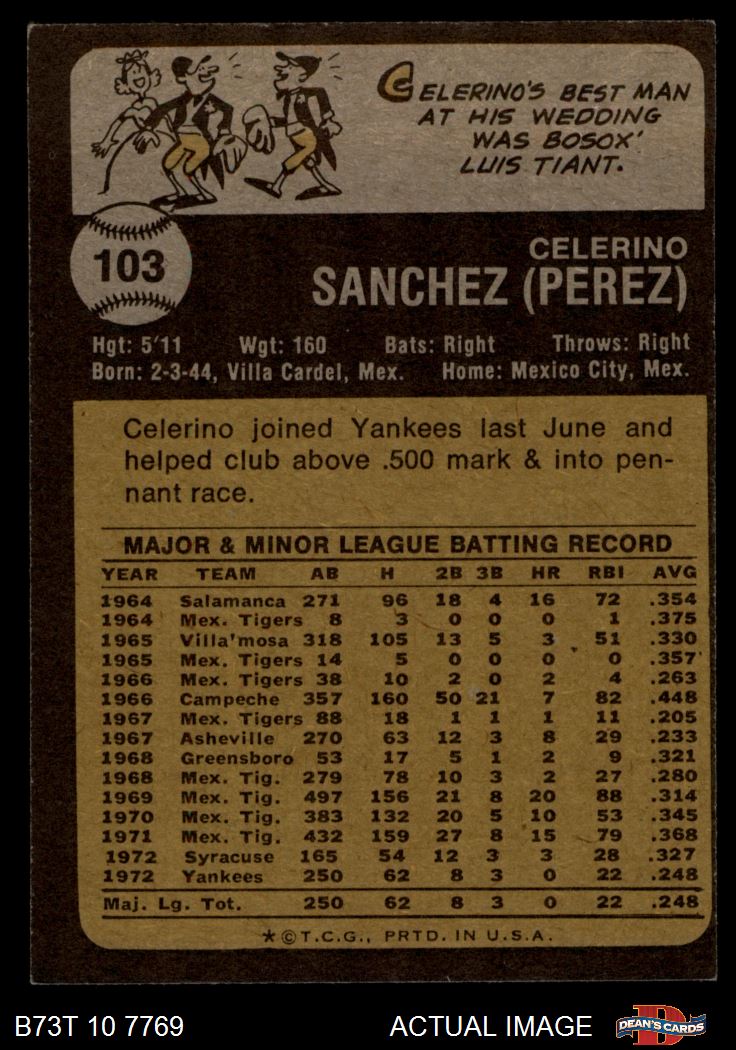 CELERINO'S BEST MAN
AT HIS WEDDING
WAS BOSOX'
LUIS TIANT.
103
CELERINO
SANCHEZ (PEREZ)
Hgt: 5'11 Wgt: 160 Bats: Right Throws: Right
Born: 2-3-44, Villa Cardel, Mex. Home: Mexico City, Mex.
Celerino joined Yankees last June and
helped club above .500 mark & into pen-
nant race.
MAJOR & MINOR LEAGUE BATTING RECORD
YEAR TEAM AB H 2B 3B HR RBI AVG
1964 Salamanca 271 96 18 4 16 72 .354
1964 Mex. Tigers 8 3 0 0 0 1 .375
1965 Villa'mosa 318 105 13 5 3 51 .330
1965 Mex. Tigers 14 5 0 0 0 0 .357
1966 Mex. Tigers 38 10 2 0 2 4 .263
1966 Campeche 357 160 50 21 7 82 .448
1967 Mex. Tigers 88 18 1 1 1 11 .205
1967 Asheville 270 63 12 3 8 29 .233
1968 Greensboro 53 17 5 1 2 9 .321
1968 Mex. Tig. 279 78 10 3 2 27 .280
1969 Mex. Tig. 497 156 21 8 20 88 .314
1970 Mex. Tig. 383 132 20 5 10 53 .345
1971 Mex. Tig. 432 159 27 8 15 79 .368
1972 Syracuse 165 54 12 3 3 28 .327
1972 Yankees 250 62 8 3 0 22 .248
Maj. Lg. Tot. 250 62 8 3 0 22 .248
★ © T.C.G., PRTD. IN U.S.A.
B73T 10 7769 ACTUAL IMAGE D DEAN'S CARDS